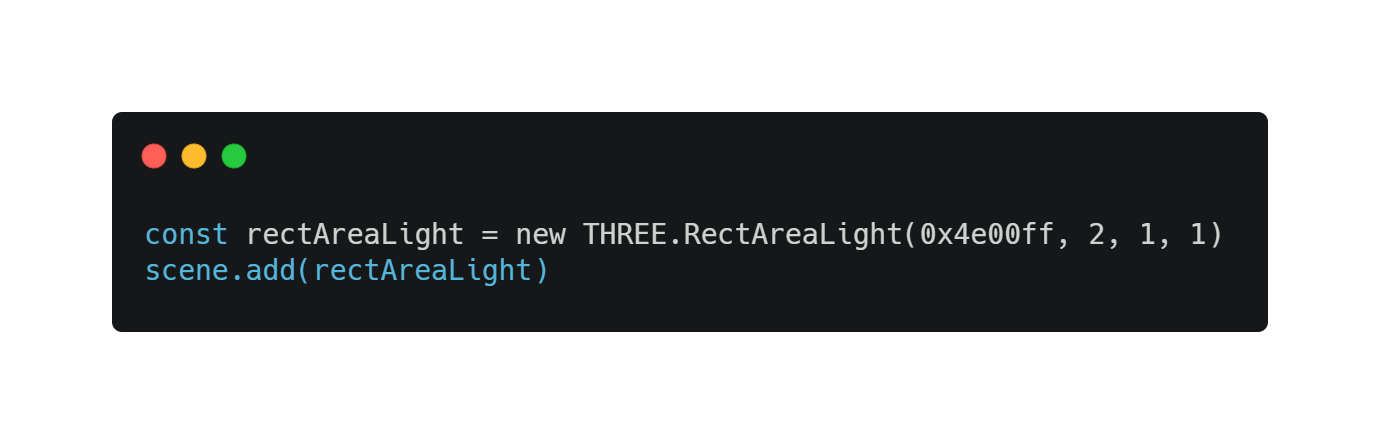 const rectAreaLight = new THREE.RectAreaLight(0x4e00ff, 2, 1, 1)
scene.add(rectAreaLight)